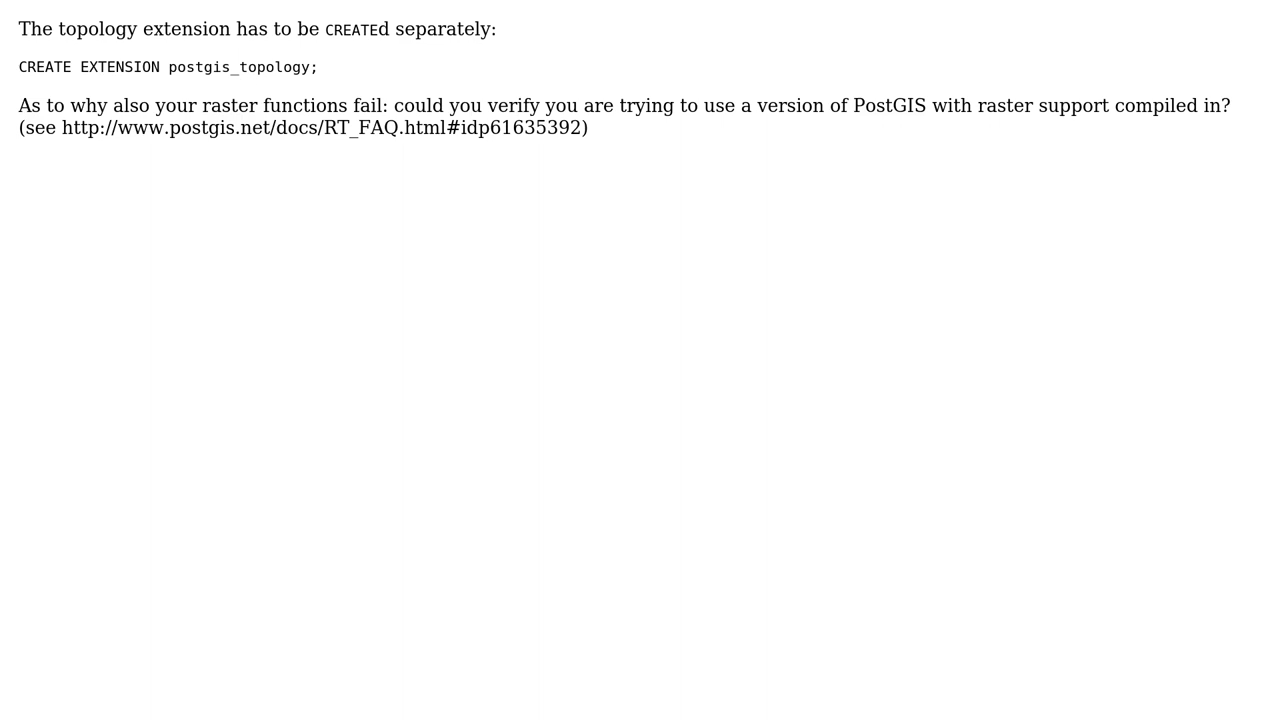 The topology extension has to be CREATEd separately:
CREATE EXTENSION postgis_topology;
As to why also your raster functions fail: could you verify you are trying to use a version of PostGIS with raster support compiled in?
(see http://www.postgis.net/docs/RT_FAQ.html#idp61635392)